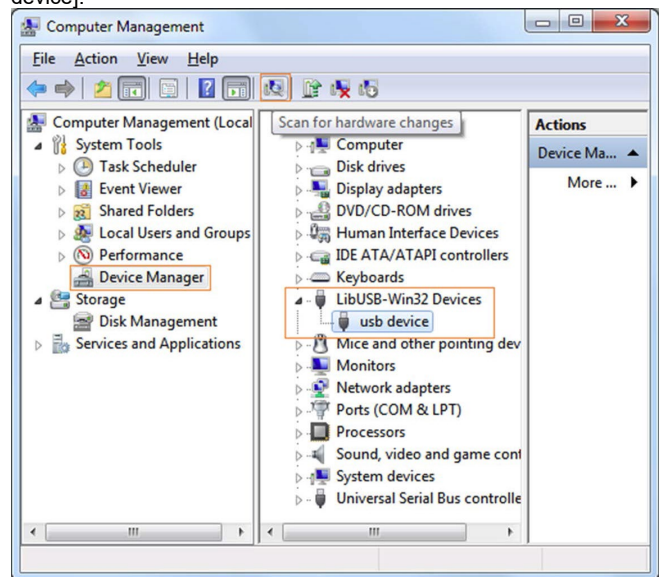 device].
Computer Management
File Action View Help
Scan for hardware changes
Computer Management (Local
System Tools
Task Scheduler
Event Viewer
Shared Folders
Local Users and Groups
Performance
Device Manager
Storage
Disk Management
Services and Applications
Computer
Disk drives
Display adapters
DVD/CD-ROM drives
Human Interface Devices
IDE ATA/ATAPI controllers
Keyboards
LibUSB-Win32 Devices
usb device
Mice and other pointing dev
Monitors
Network adapters
Ports (COM & LPT)
Processors
Sound, video and game cont
System devices
Universal Serial Bus controlle
Actions
Device Ma...
More ...